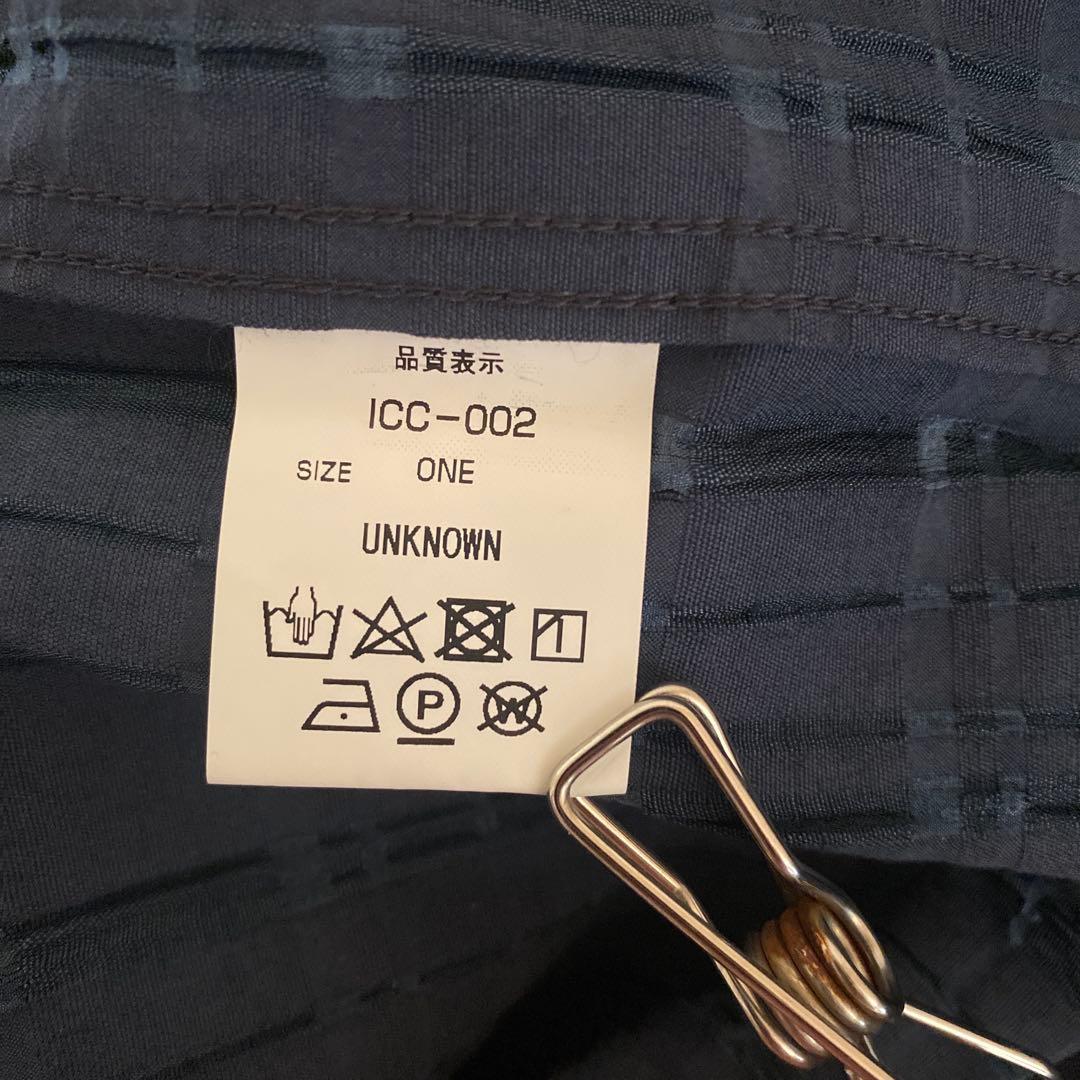 品質表示
ICC-002
SIZE ONE
UNKNOWN
P
W